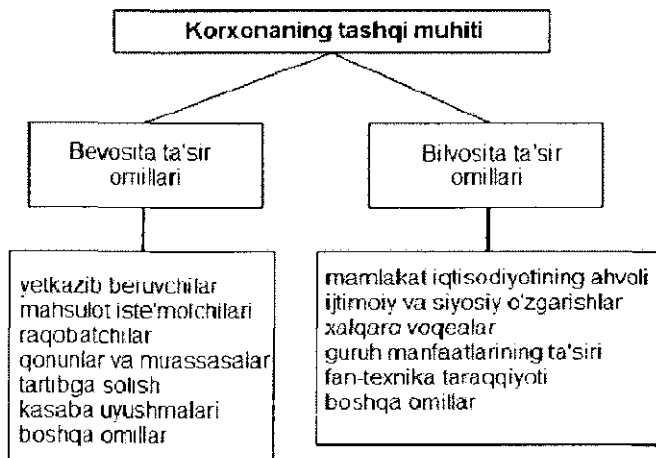 Korxonaning tashqi muhiti
Bevosita ta'sir
omillari
Bilvosita ta'sir
omillari
yetkazib beruvchilar
mahsulot iste'molchilari
raqobatchilar
qonunlar va muassasalar
tartibga solish
kasaba uyushmalari
boshqa omillar
mamlakat iqtisodiyotining ahvoli
ijtimoiy va siyosiy o'zgarishlar
xalqaro voqealar
guruh manfaatlarining ta'siri
fan-texnika taraqqiyoti
boshqa omillar